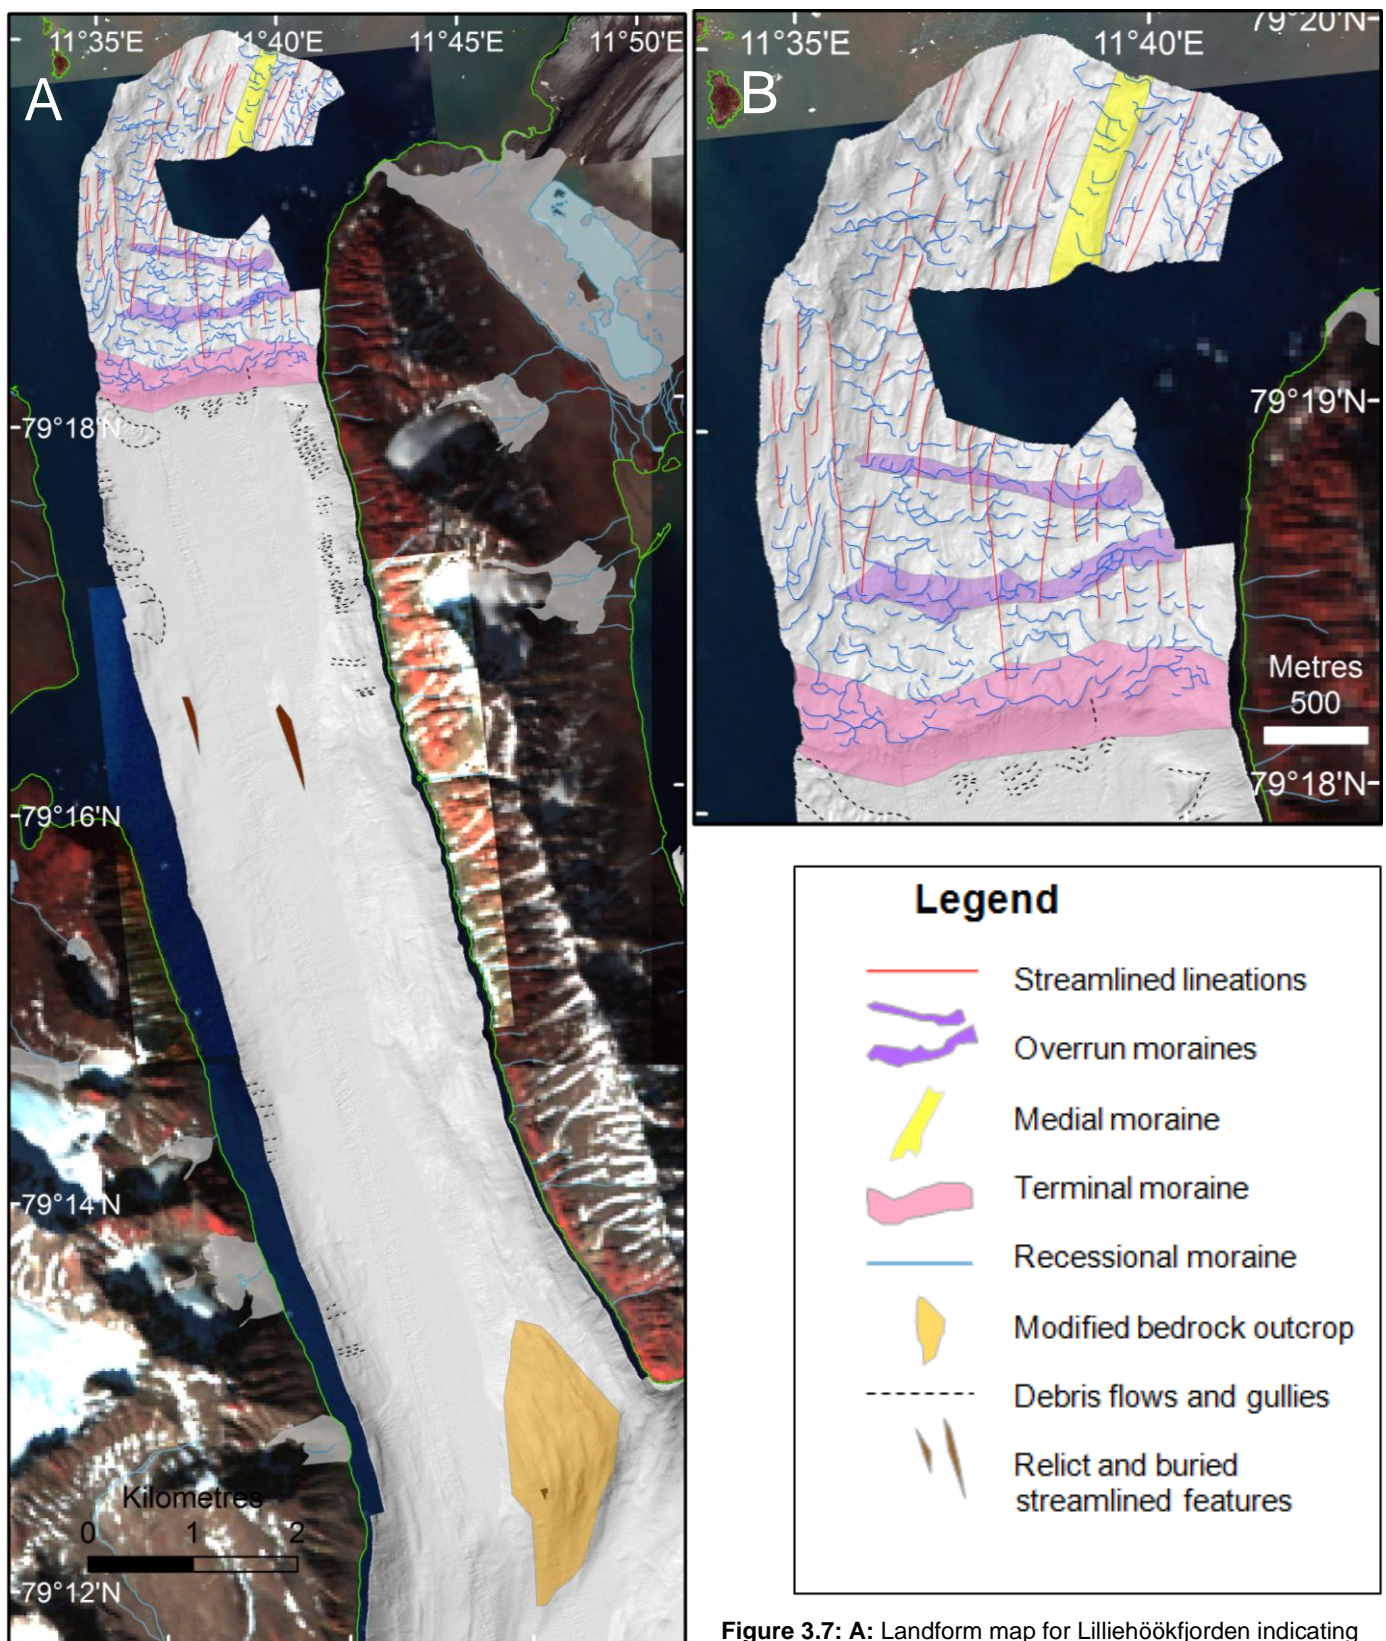 A
11°35'E
11°40'E
11°45'E
11°50'E
79°18'N
79°16'N
79°14'N
79°12'N
Kilometres
0 1 2
B
11°35'E
11°40'E
79°20'N
79°19'N
79°18'N
Metres
500
Legend
Streamlined lineations
Overrun moraines
Medial moraine
Terminal moraine
Recessional moraine
Modified bedrock outcrop
Debris flows and gullies
Relict and buried
streamlined features
Figure 3.7: A: Landform map for Lilliehöökfjorden indicating